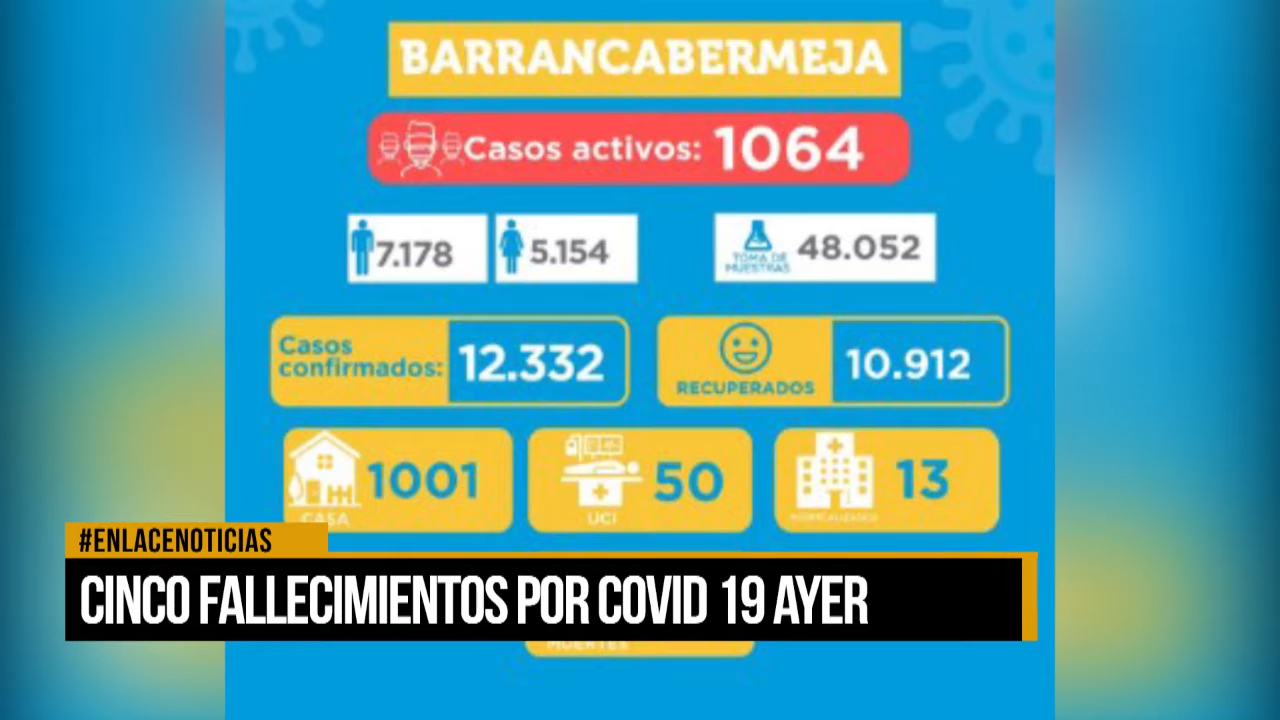 BARRANCABERMEJA
Casos activos: 1064
7.178
5.154
TOMA DE
MUESTRAS
48.052
Casos
confirmados:
12.332
RECUPERADOS
10.912
1001
CASA
50
UCI
13
HOSPITALIZADOS
#ENLACENOTICIAS
CINCO FALLECIMIENTOS POR COVID 19 AYER
MUERTES